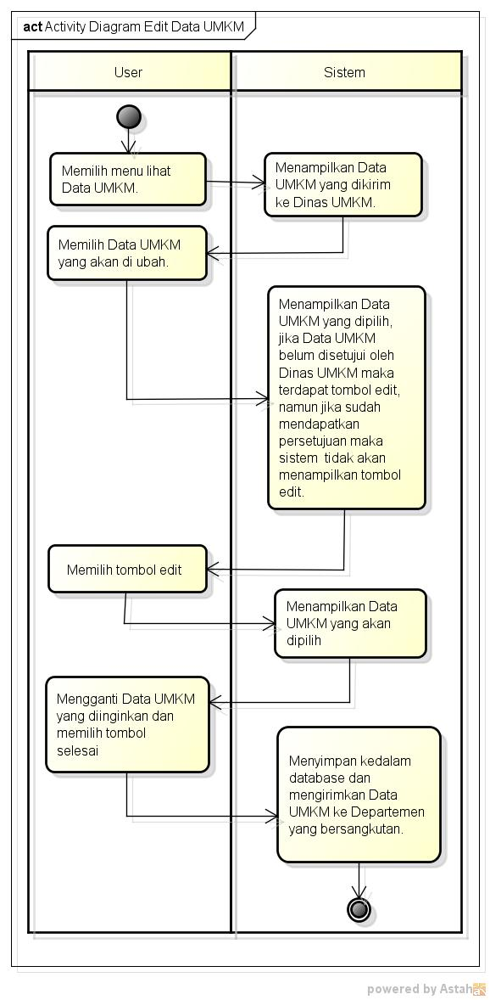 act Activity Diagram Edit Data UMKM
User
Sistem
Memilih menu lihat
Data UMKM.
Menampilkan Data
UMKM yang dikirim
ke Dinas UMKM.
Memilih Data UMKM
yang akan di ubah.
Menampilkan Data
UMKM yang dipilih,
jika Data UMKM
belum disetujui oleh
Dinas UMKM maka
terdapat tombol edit,
namun jika sudah
mendapatkan
persetujuan maka
sistem tidak akan
menampilkan tombol
edit.
Memilih tombol edit
Menampilkan Data
UMKM yang akan
dipilih
Mengganti Data UMKM
yang diinginkan dan
memilih tombol
selesai
Menyimpan kedalam
database dan
mengirimkan Data
UMKM ke Departemen
yang bersangkutan.
powered by Astah